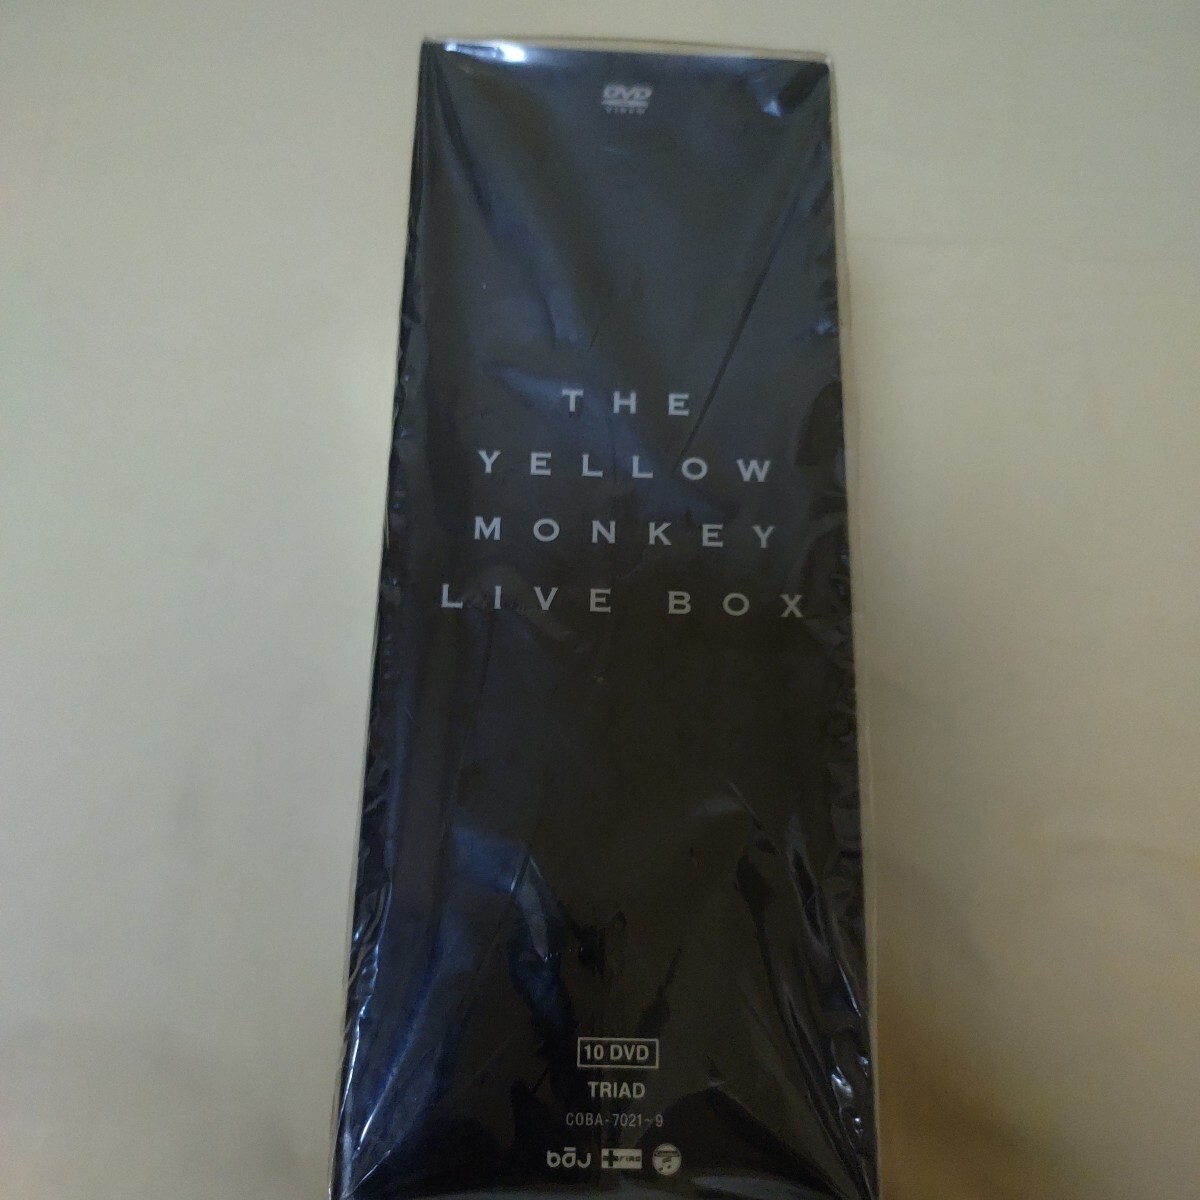 DVD
VIDEO
THE
YELLOW
MONKEY
LIVE BOX
10 DVD
TRIAD
COBA-7021~9